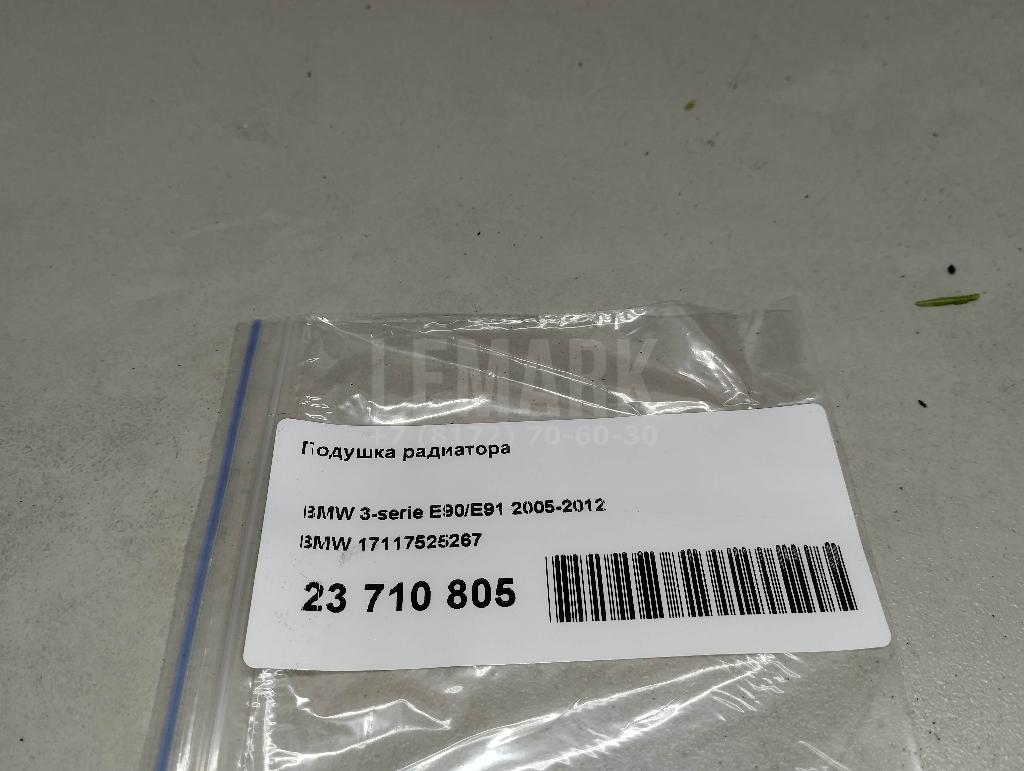 LEMARK
+7 (8172) 70-60-30
Подушка радиатора
BMW 3-serie E90/E91 2005-2012
BMW 17117525267
23 710 805